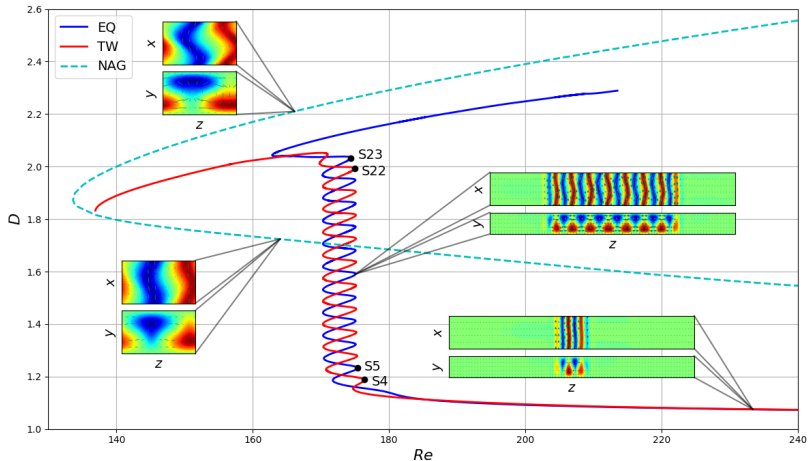 2.6
2.4
2.2
2.0
1.8
1.6
1.4
1.2
1.0
D
EQ
TW
NAG
x
y
z
S23
S22
x
y
z
x
y
z
x
y
z
S5
S4
140
160
180
200
220
240
Re